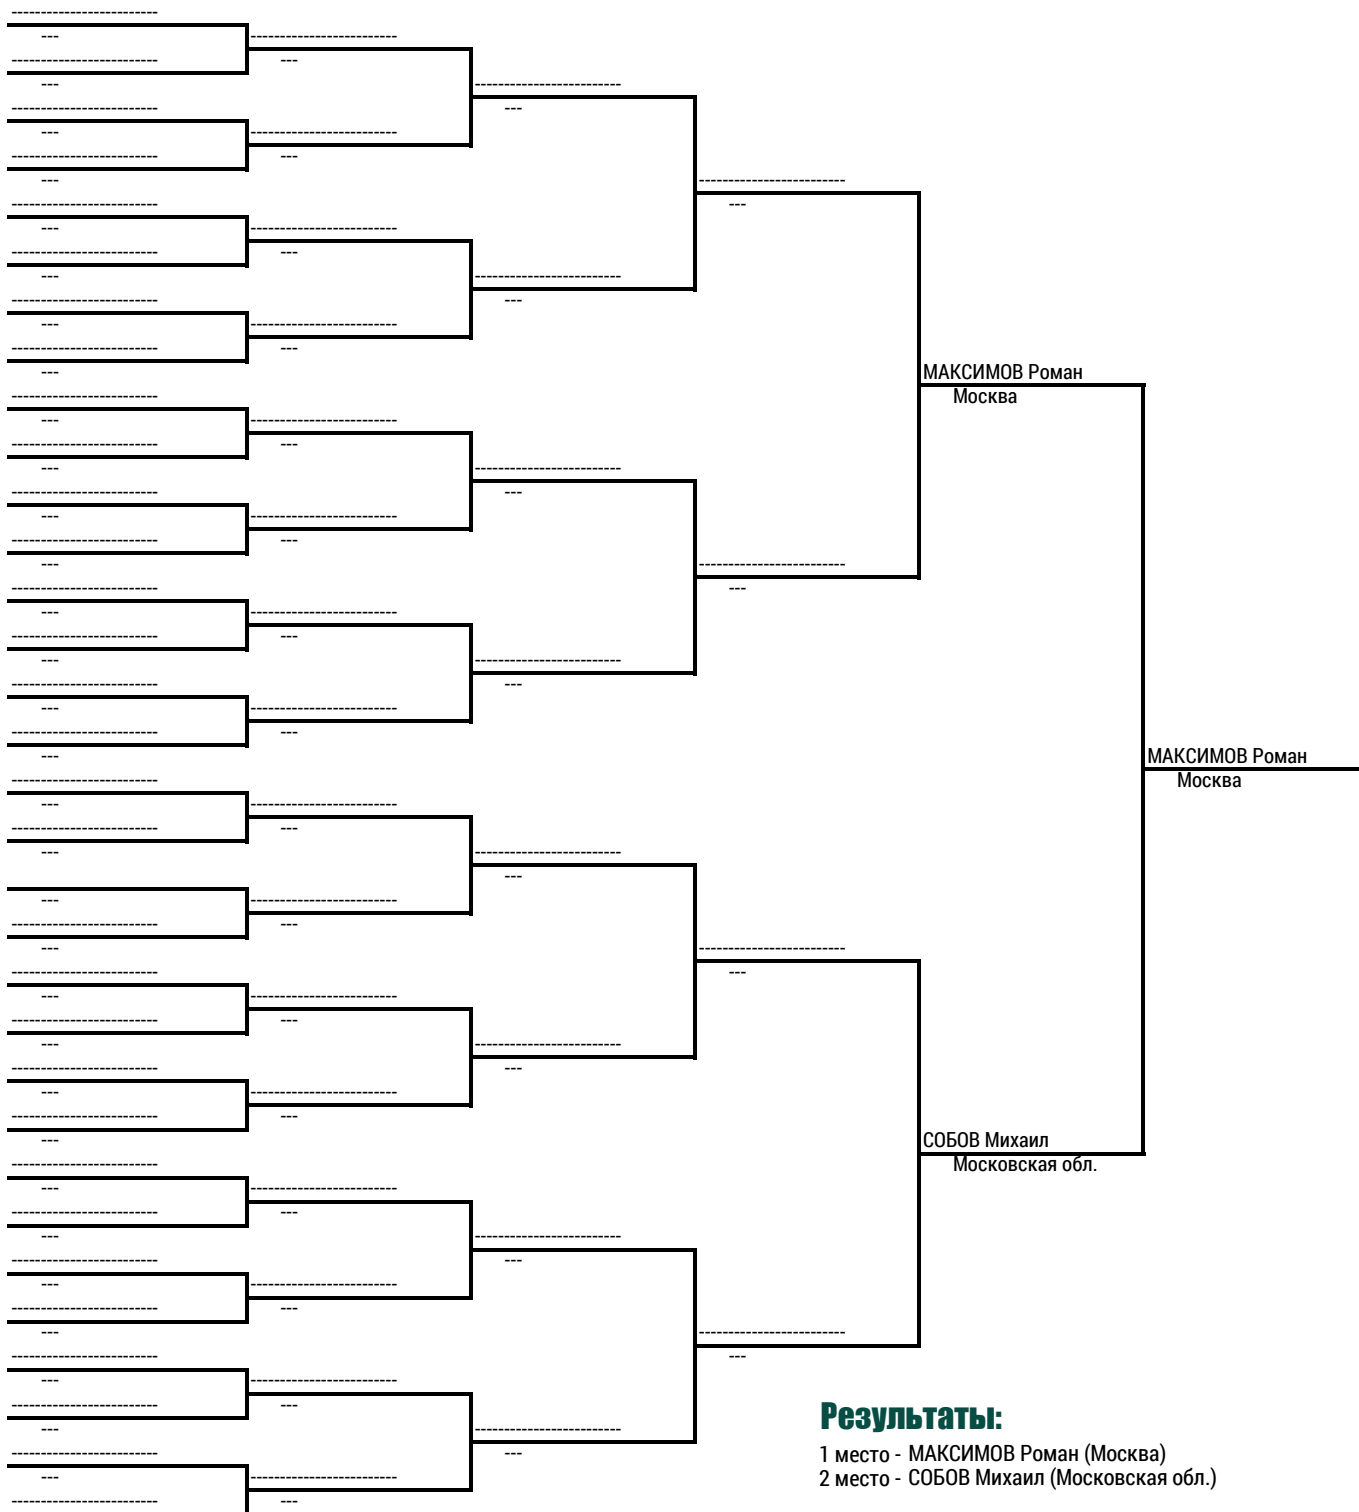 МАКСИМОВ Роман
Москва
МАКСИМОВ Роман
Москва
СОБОВ Михаил
Московская обл.
Результаты:
1 место - МАКСИМОВ Роман (Москва)
2 место - СОБОВ Михаил (Московская обл.)